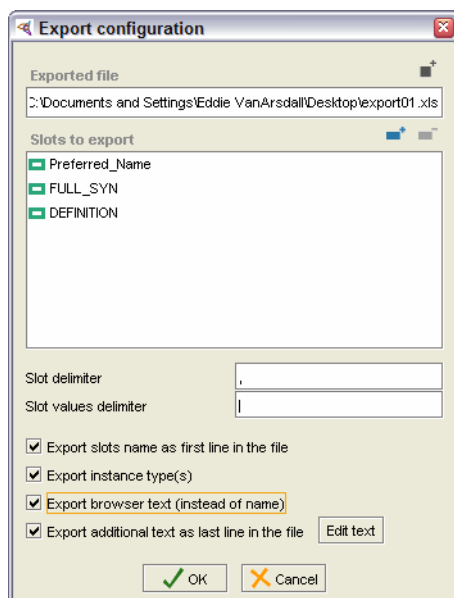 Export configuration
Exported file
C:\Documents and Settings\Eddie VanArsdall\Desktop\export01.xls
Slots to export
Preferred_Name
FULL_SYN
DEFINITION
Slot delimiter ,
Slot values delimiter |
Export slots name as first line in the file
Export instance type(s)
Export browser text (instead of name)
Export additional text as last line in the file Edit text
OK Cancel